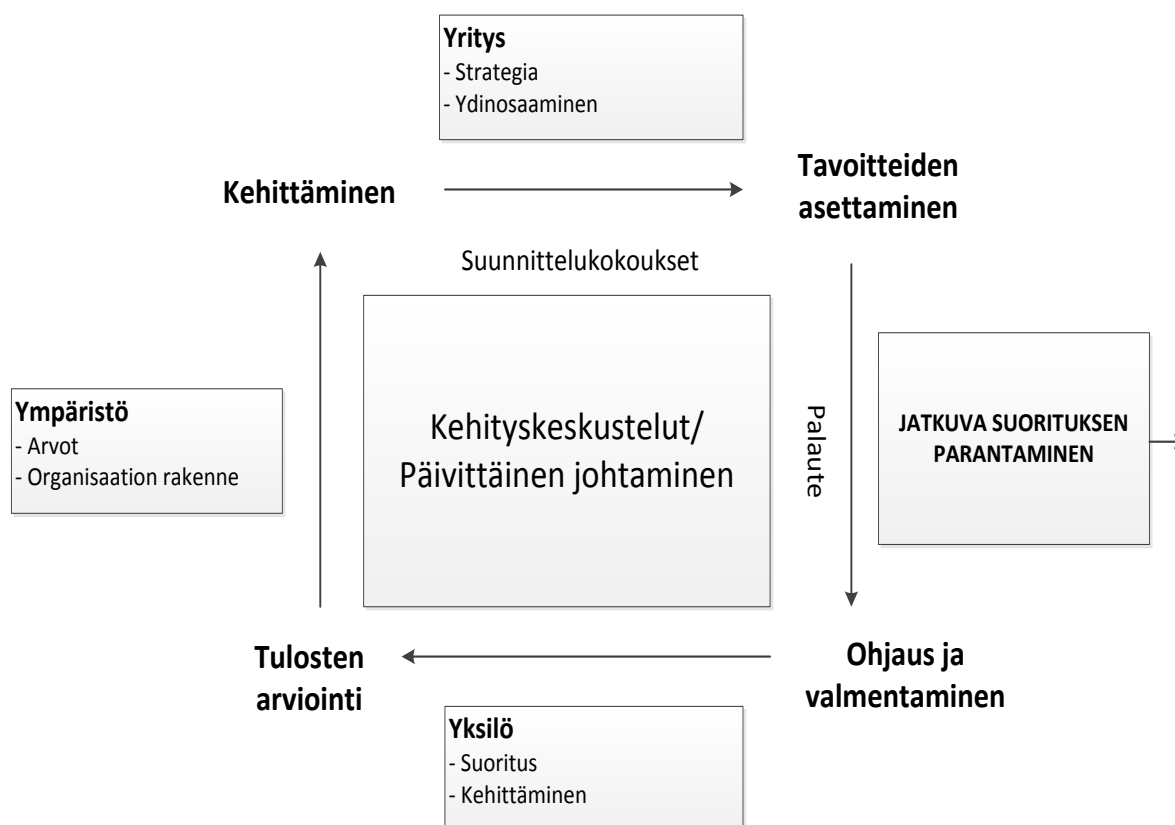 Yritys
- Strategia
- Ydinosaaminen
Kehittäminen
Tavoitteiden
asettaminen
Suunnittelukokoukset
Ympäristö
- Arvot
- Organisaation rakenne
Kehityskeskustelut/
Päivittäinen johtaminen
Palaute
JATKUVA SUORITUKSEN
PARANTAMINEN
Tulosten
arviointi
Ohjaus ja
valmentaminen
Yksilö
- Suoritus
- Kehittäminen